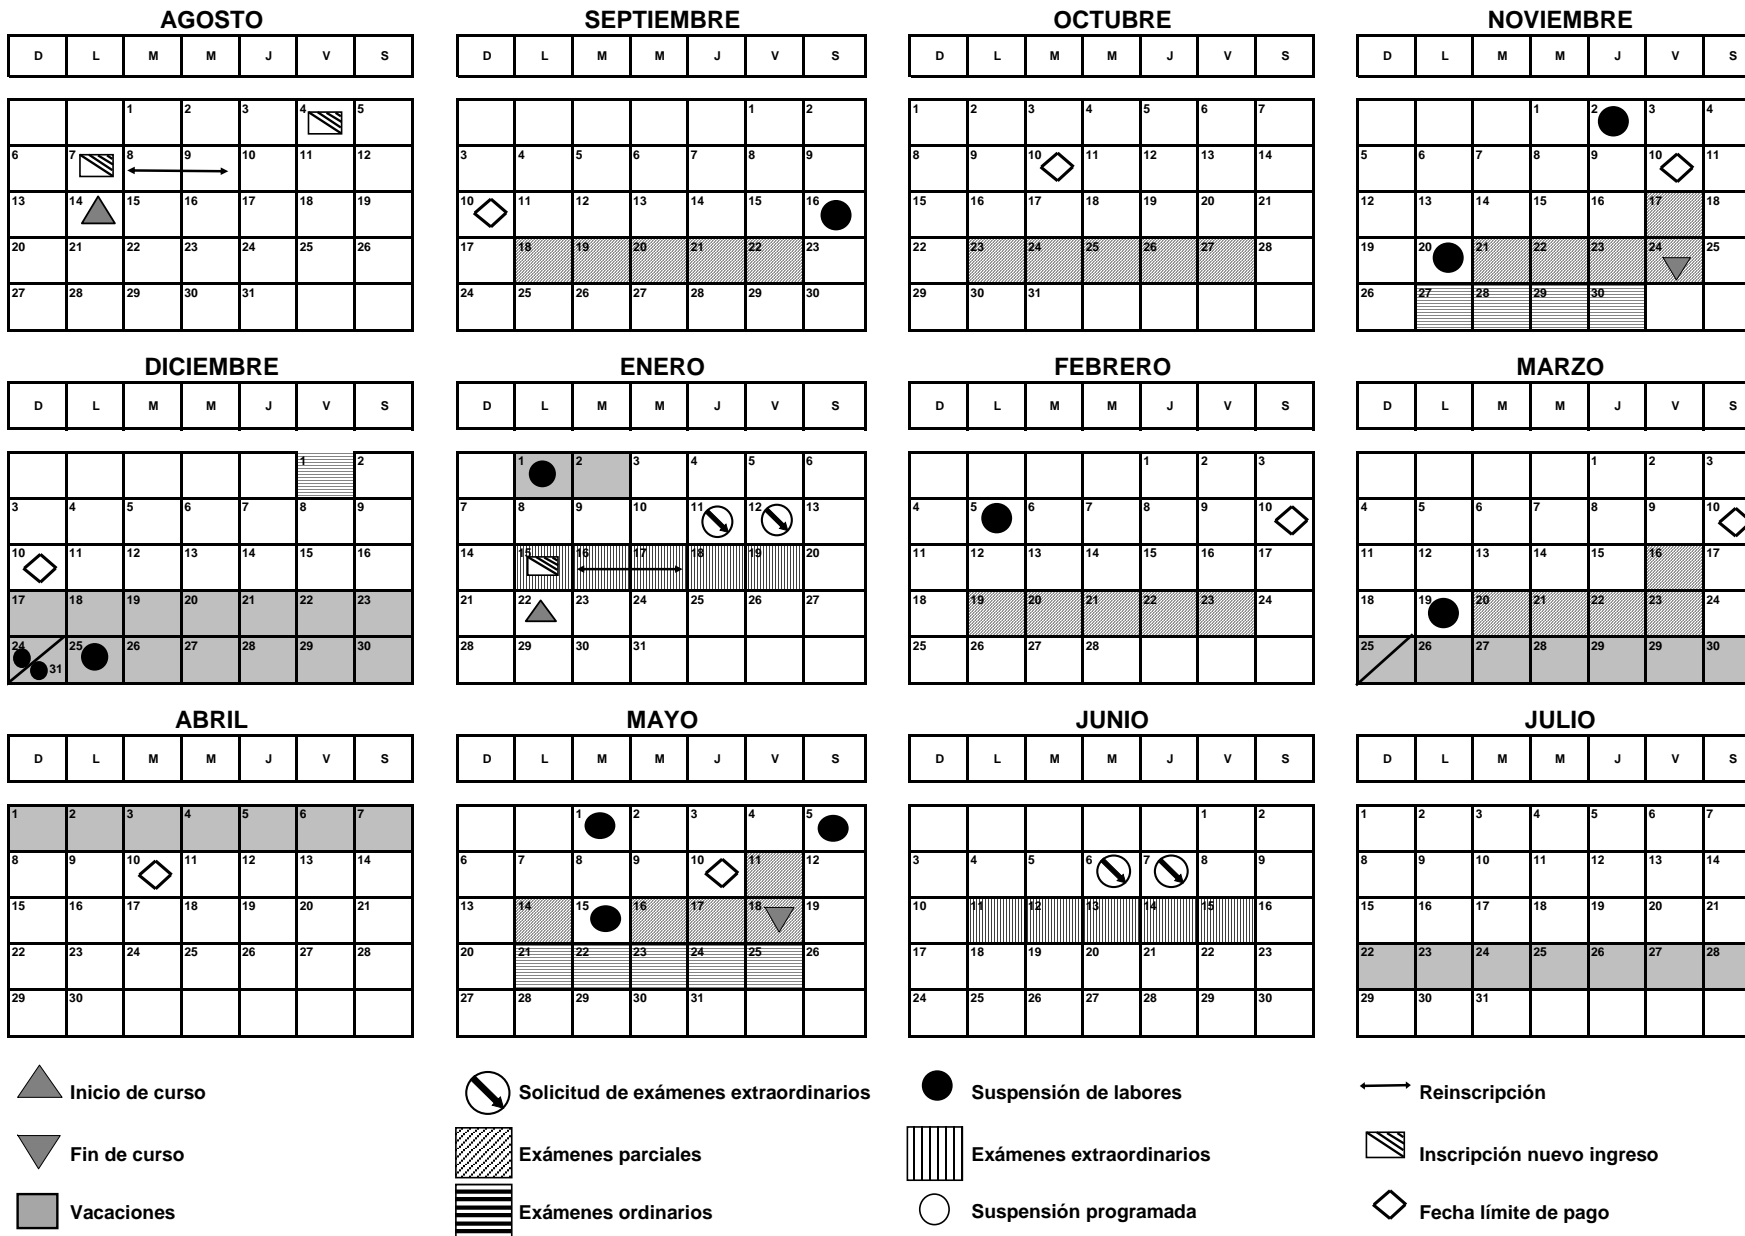 AGOSTO SEPTIEMBRE OCTUBRE NOVIEMBRE
D L M M J V S D L M M J V S D L M M J V S D L M M J V S
1 2 3 4 5 1 2 1 2 3 4 5 6 7 1 2 3 4
6 7 8 9 10 11 12 3 4 5 6 7 8 9 8 9 10 11 12 13 14 5 6 7 8 9 10 11
13 14 15 16 17 18 19 10 11 12 13 14 15 16 15 16 17 18 19 20 21 12 13 14 15 16 17 18
20 21 22 23 24 25 26 17 18 19 20 21 22 23 22 23 24 25 26 27 28 19 20 21 22 23 24 25
27 28 29 30 31 24 25 26 27 28 29 30 29 30 31 26 27 28 29 30
DICIEMBRE ENERO FEBRERO MARZO
D L M M J V S D L M M J V S D L M M J V S D L M M J V S
1 2 1 2 3 4 5 6 1 2 3 1 2 3
3 4 5 6 7 8 9 7 8 9 10 11 12 13 4 5 6 7 8 9 10 4 5 6 7 8 9 10
10 11 12 13 14 15 16 14 15 16 17 18 19 20 11 12 13 14 15 16 17 11 12 13 14 15 16 17
17 18 19 20 21 22 23 21 22 23 24 25 26 27 18 19 20 21 22 23 24 18 19 20 21 22 23 24
24 31 25 26 27 28 29 30 28 29 30 31 25 26 27 28 25 26 27 28 29 29 30
ABRIL MAYO JUNIO JULIO
D L M M J V S D L M M J V S D L M M J V S D L M M J V S
1 2 3 4 5 6 7 1 2 3 4 5 1 2 1 2 3 4 5 6 7
8 9 10 11 12 13 14 6 7 8 9 10 11 12 3 4 5 6 7 8 9 8 9 10 11 12 13 14
15 16 17 18 19 20 21 13 14 15 16 17 18 19 10 11 12 13 14 15 16 15 16 17 18 19 20 21
22 23 24 25 26 27 28 20 21 22 23 24 25 26 17 18 19 20 21 22 23 22 23 24 25 26 27 28
29 30 27 28 29 30 31 24 25 26 27 28 29 30 29 30 31
Inicio de curso Solicitud de exámenes extraordinarios Suspensión de labores Reinscripción
Fin de curso Exámenes parciales Exámenes extraordinarios Inscripción nuevo ingreso
Vacaciones Exámenes ordinarios Suspensión programada Fecha límite de pago